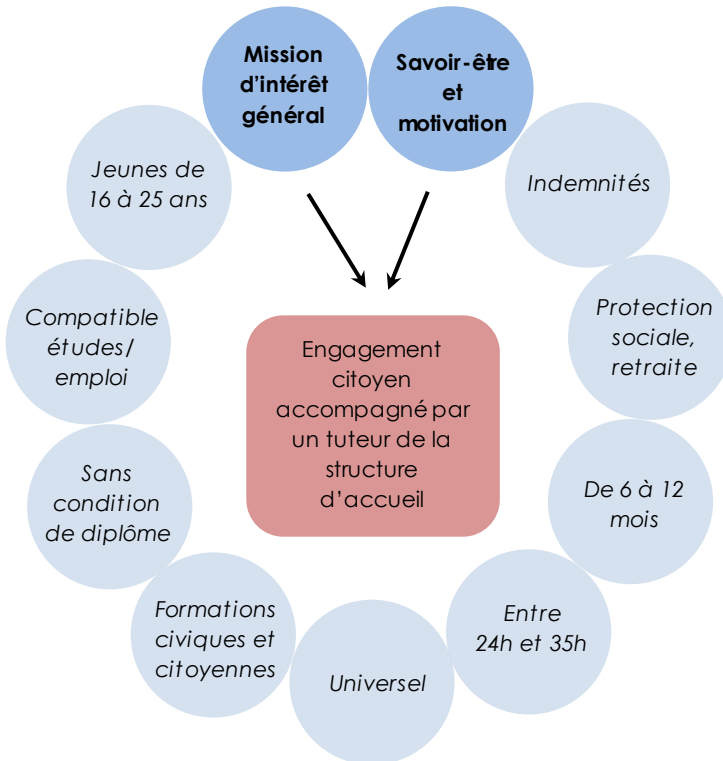 Mission
d'intérêt
général
Savoir-être
et
motivation
Indemnités
Protection
sociale,
retraite
De 6 à 12
mois
Entre
24h et 35h
Universel
Formations
civiques et
citoyennes
Sans
condition
de diplôme
Compatible
études/
emploi
Jeunes de
16 à 25 ans
Engagement
citoyen
accompagné par
un tuteur de la
structure
d'accueil